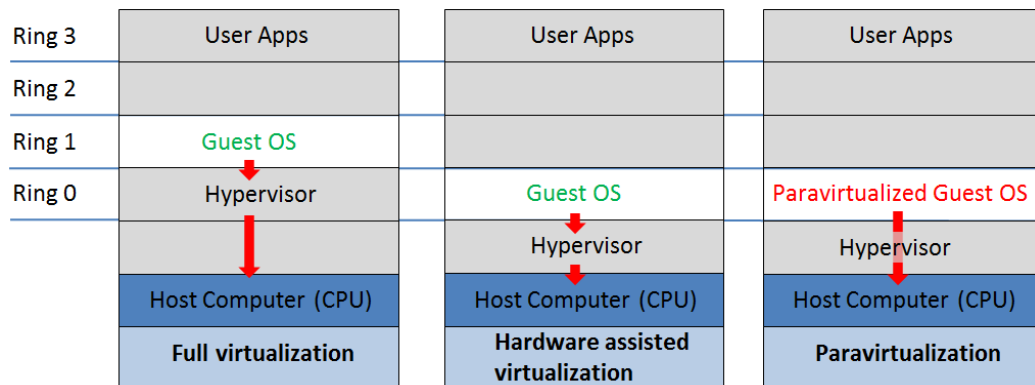 Ring 3
User Apps
User Apps
User Apps
Ring 2
Ring 1
Guest OS
Ring 0
Hypervisor
Guest OS
Paravirtualized Guest OS
Hypervisor
Hypervisor
Host Computer (CPU)
Host Computer (CPU)
Host Computer (CPU)
Full virtualization
Hardware assisted
virtualization
Paravirtualization